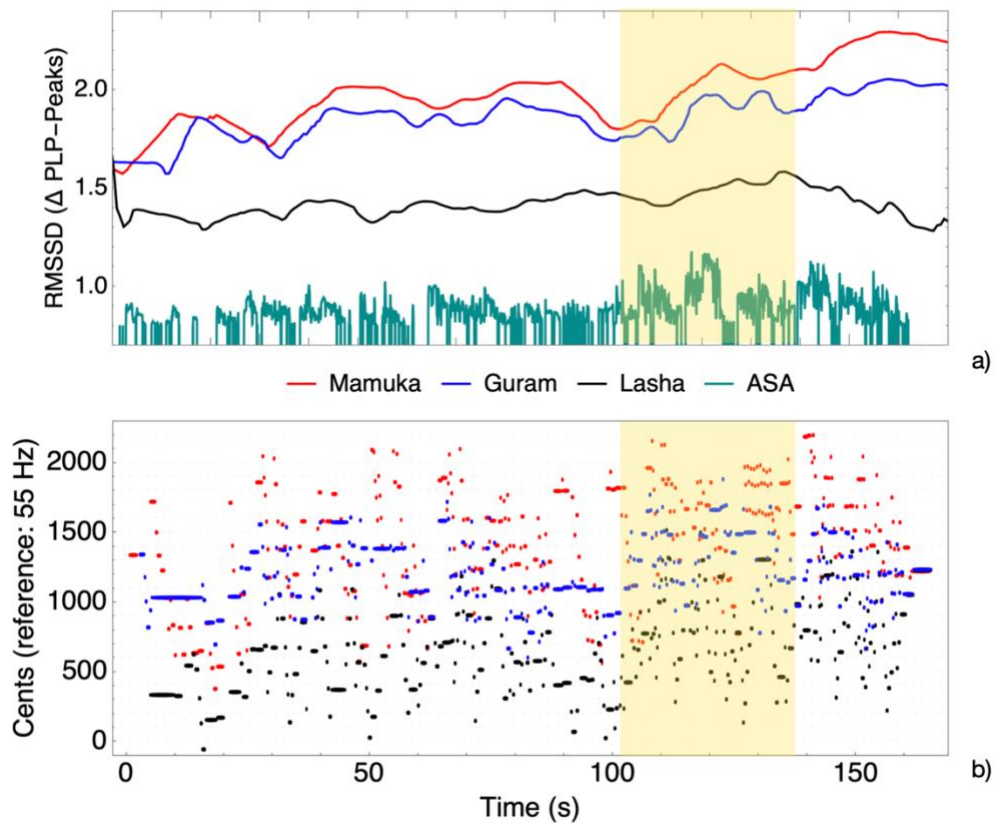 RMSSD (Δ PLP-Peaks)
2.0
1.5
1.0
a)
Mamuka Guram Lasha ASA
Cents (reference: 55 Hz)
2000
1500
1000
500
0
b)
0 50 100 150
Time (s)